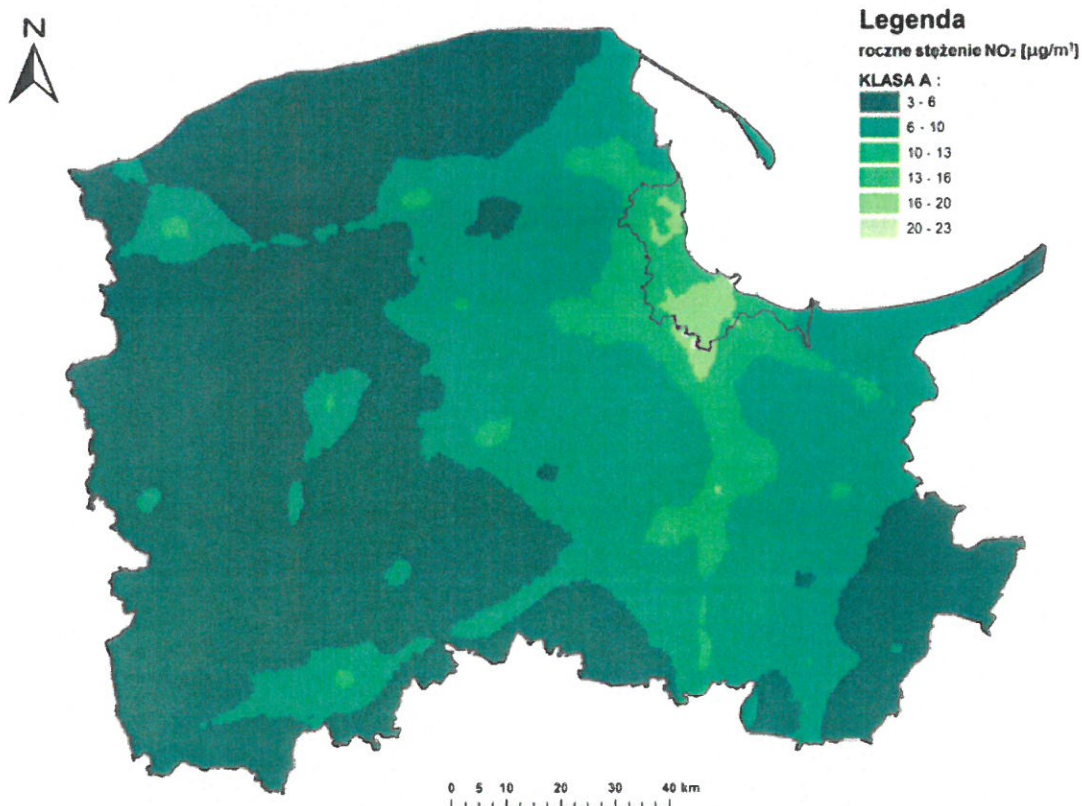 N
Legenda
roczne stężenie NO₂ [µg/m³]
KLASA A :
3 - 6
6 - 10
10 - 13
13 - 16
16 - 20
20 - 23
0 5 10 20 30 40 km